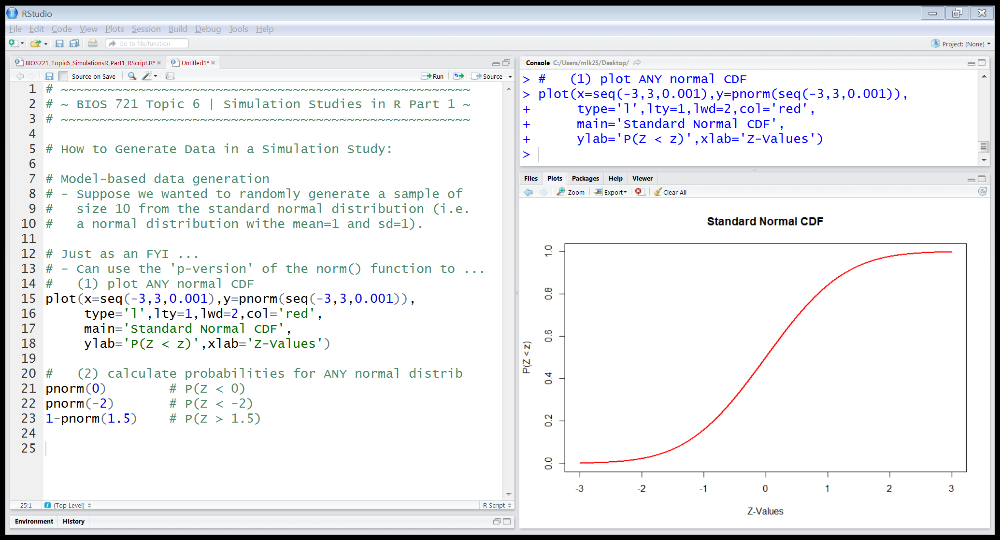 RStudio
File Edit Code View Plots Session Build Debug Tools Help
Go to file/function
Project: (None)
BIOS721_Topic6_SimulationsR_Part1_RScript.R* Untitled1*
Source on Save Run Source
1 # ~~~~~~~~~~~~~~~~~~~~~~~~~~~~~~~~~~~~~~~~~~~~~~~~~~~~~
2 # ~ BIOS 721 Topic 6 | Simulation Studies in R Part 1 ~
3 # ~~~~~~~~~~~~~~~~~~~~~~~~~~~~~~~~~~~~~~~~~~~~~~~~~~~~~
4
5 # How to Generate Data in a Simulation Study:
6
7 # Model-based data generation
8 # - Suppose we wanted to randomly generate a sample of
9 #   size 10 from the standard normal distribution (i.e.
10 #   a normal distribution withe mean=1 and sd=1).
11
12 # Just as an FYI ...
13 # - Can use the 'p-version' of the norm() function to ...
14 #   (1) plot ANY normal CDF
15 plot(x=seq(-3,3,0.001),y=pnorm(seq(-3,3,0.001)),
16      type='l',lty=1,lwd=2,col='red',
17      main='Standard Normal CDF',
18      ylab='P(Z < z)',xlab='Z-Values')
19
20 #   (2) calculate probabilities for ANY normal distrib
21 pnorm(0)        # P(Z < 0)
22 pnorm(-2)       # P(Z < -2)
23 1-pnorm(1.5)    # P(Z > 1.5)
24
25
25:1 (Top Level) R Script
Environment History
Console C:/Users/mlk25/Desktop/
> #   (1) plot ANY normal CDF
> plot(x=seq(-3,3,0.001),y=pnorm(seq(-3,3,0.001)),
+      type='l',lty=1,lwd=2,col='red',
+      main='Standard Normal CDF',
+      ylab='P(Z < z)',xlab='Z-Values')
>
Files Plots Packages Help Viewer
Zoom Export Clear All
Standard Normal CDF
P(Z < z)
1.0
0.8
0.6
0.4
0.2
0.0
-3 -2 -1 0 1 2 3
Z-Values